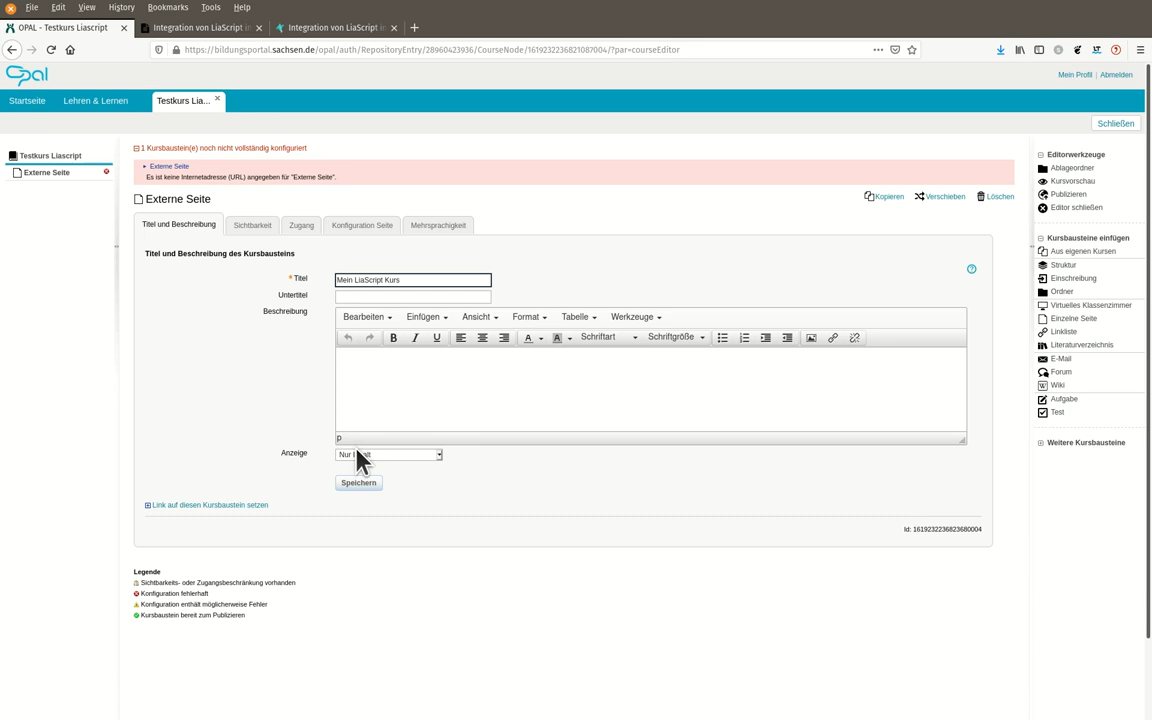 File Edit View History Bookmarks Tools Help
OPAL - Testkurs Liascript
Integration von LiaScript in
Integration von LiaScript in
https://bildungsportal.sachsen.de/opal/auth/RepositoryEntry/28960423936/CourseNode/1619232236821087004/?par=courseEditor
Opal
Mein Profil | Abmelden
Startseite Lehren & Lernen Testkurs Lia...
Schließen
Testkurs Liascript
Externe Seite
1 Kursbaustein(e) noch nicht vollständig konfiguriert
Externe Seite
Es ist keine Internetadresse (URL) angegeben für "Externe Seite".
Externe Seite
Kopieren Verschieben Löschen
Titel und Beschreibung Sichtbarkeit Zugang Konfiguration Seite Mehrsprachigkeit
Titel und Beschreibung des Kursbausteins
* Titel Mein LiaScript Kurs
Untertitel
Beschreibung
Bearbeiten Einfügen Ansicht Format Tabelle Werkzeuge
B I U A A Schriftart Schriftgröße
p
Anzeige Nur
Speichern
Link auf diesen Kursbaustein setzen
Id: 1619232236823680004
Legende
Sichtbarkeits- oder Zugangsbeschränkung vorhanden
Konfiguration fehlerhaft
Konfiguration enthält möglicherweise Fehler
Kursbaustein bereit zum Publizieren
Editorwerkzeuge
Ablageordner
Kursvorschau
Publizieren
Editor schließen
Kursbausteine einfügen
Aus eigenen Kursen
Struktur
Einschreibung
Ordner
Virtuelles Klassenzimmer
Einzelne Seite
Linkliste
Literaturverzeichnis
E-Mail
Forum
Wiki
Aufgabe
Test
Weitere Kursbausteine